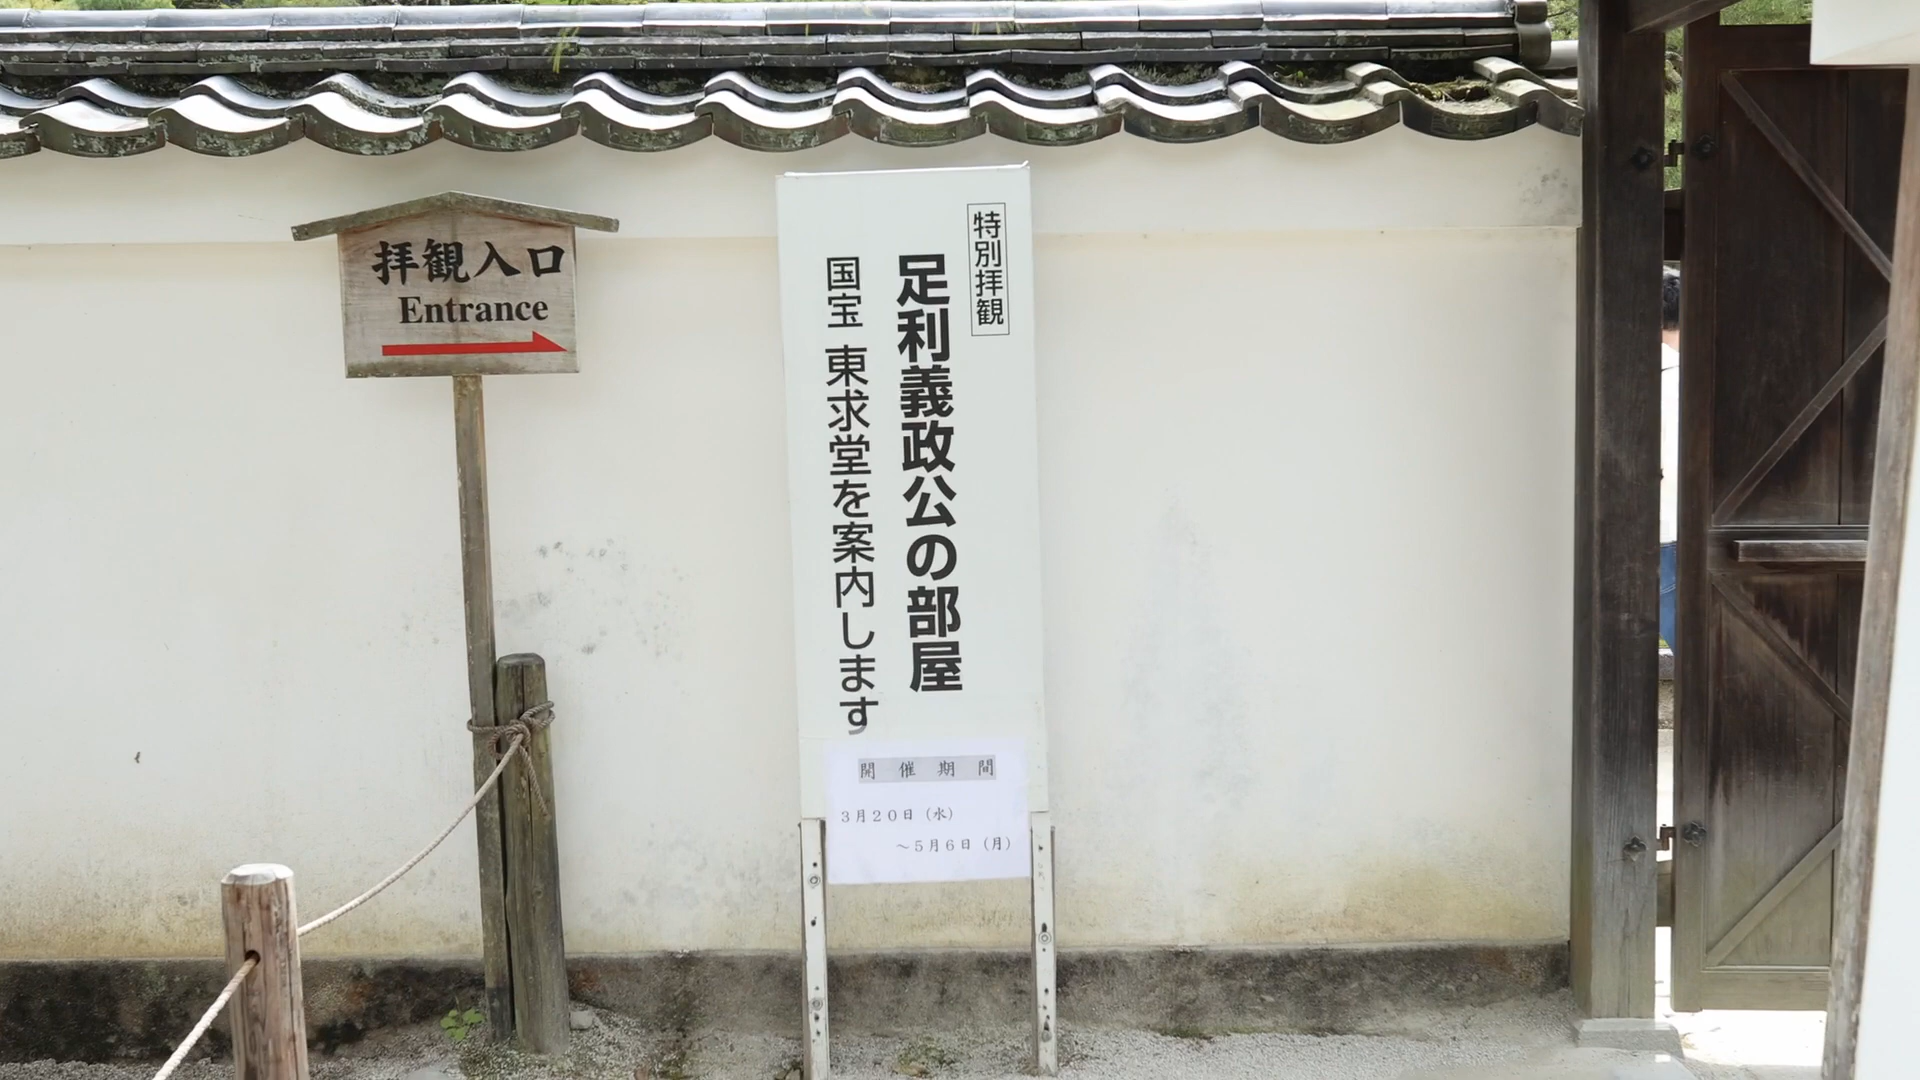 拝観入口
Entrance
特別拝観
足利義政公の部屋
国宝 東求堂を案内します
開催期間
3月20日(水)
～5月6日(月)